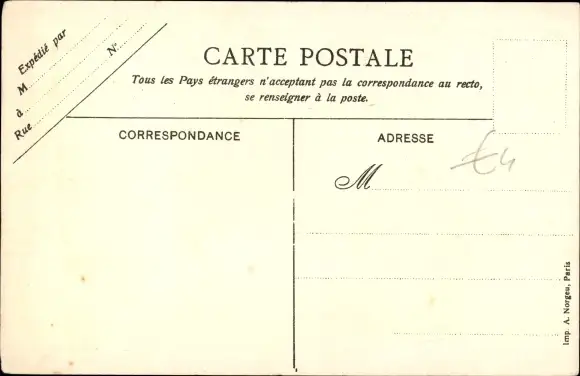 Expédié par
M
N°
à
Rue
CARTE POSTALE
Tous les Pays étrangers n'acceptant pas la correspondance au recto,
se renseigner à la poste.
CORRESPONDANCE
ADRESSE
€4
M
Imp. A. Norgeu, Paris